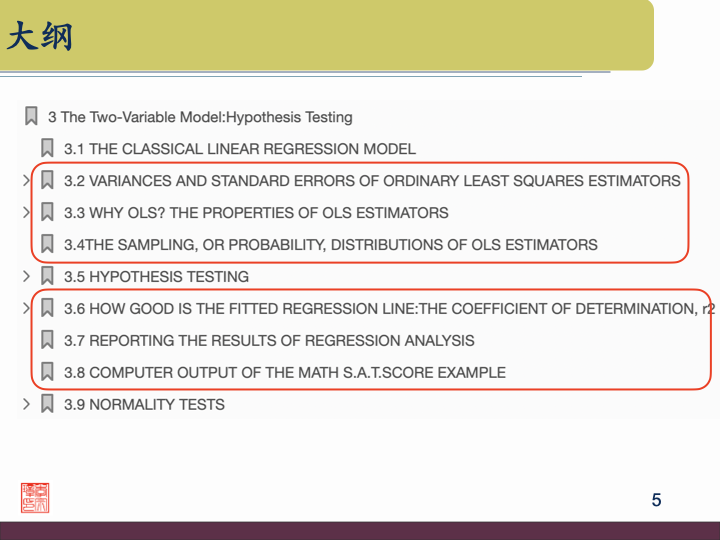 大纲
3 The Two-Variable Model:Hypothesis Testing
3.1 THE CLASSICAL LINEAR REGRESSION MODEL
3.2 VARIANCES AND STANDARD ERRORS OF ORDINARY LEAST SQUARES ESTIMATORS
3.3 WHY OLS? THE PROPERTIES OF OLS ESTIMATORS
3.4THE SAMPLING, OR PROBABILITY, DISTRIBUTIONS OF OLS ESTIMATORS
3.5 HYPOTHESIS TESTING
3.6 HOW GOOD IS THE FITTED REGRESSION LINE:THE COEFFICIENT OF DETERMINATION, r2
3.7 REPORTING THE RESULTS OF REGRESSION ANALYSIS
3.8 COMPUTER OUTPUT OF THE MATH S.A.T.SCORE EXAMPLE
3.9 NORMALITY TESTS
5